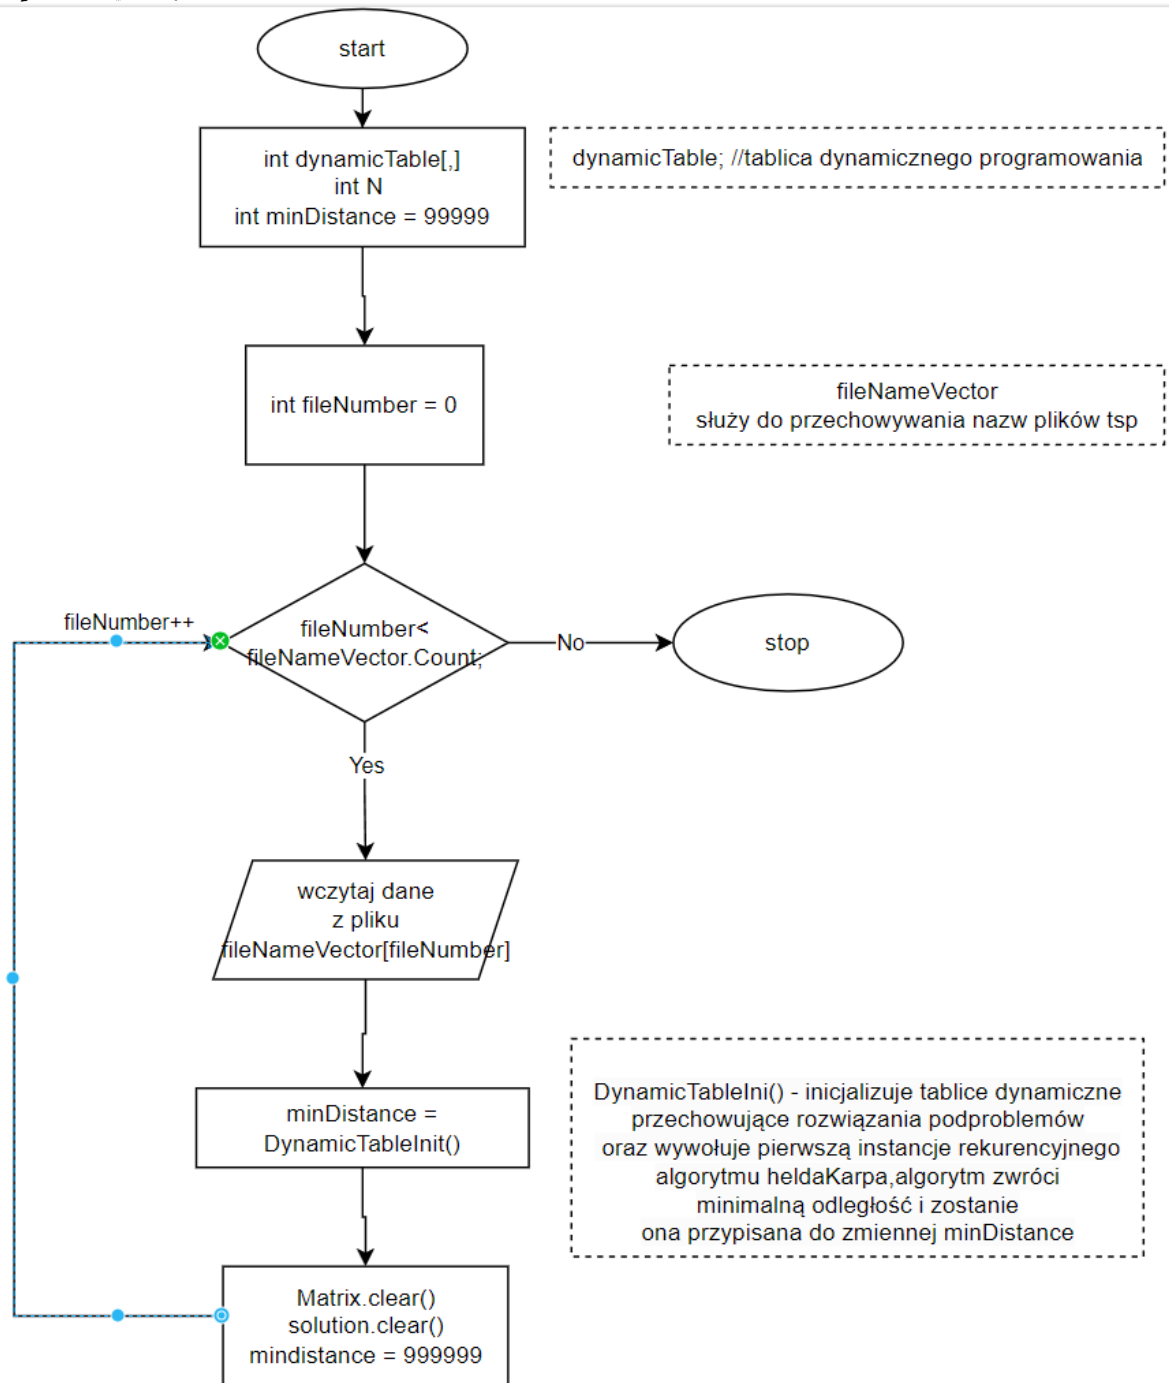 start
int dynamicTable[,]
int N
int minDistance = 99999
dynamicTable; //tablica dynamicznego programowania
int fileNumber = 0
fileNameVector
służy do przechowywania nazw plików tsp
fileNumber++
fileNumber<
fileNameVector.Count;
No
stop
Yes
wczytaj dane
z pliku
fileNameVector[fileNumber]
minDistance =
DynamicTableInit()
DynamicTableIni() - inicjalizuje tablice dynamiczne
przechowujące rozwiązania podproblemów
oraz wywołuje pierwszą instancje rekurencyjnego
algorytmu heldaKarpa,algorytm zwróci
minimalną odległość i zostanie
ona przypisana do zmiennej minDistance
Matrix.clear()
solution.clear()
mindistance = 999999